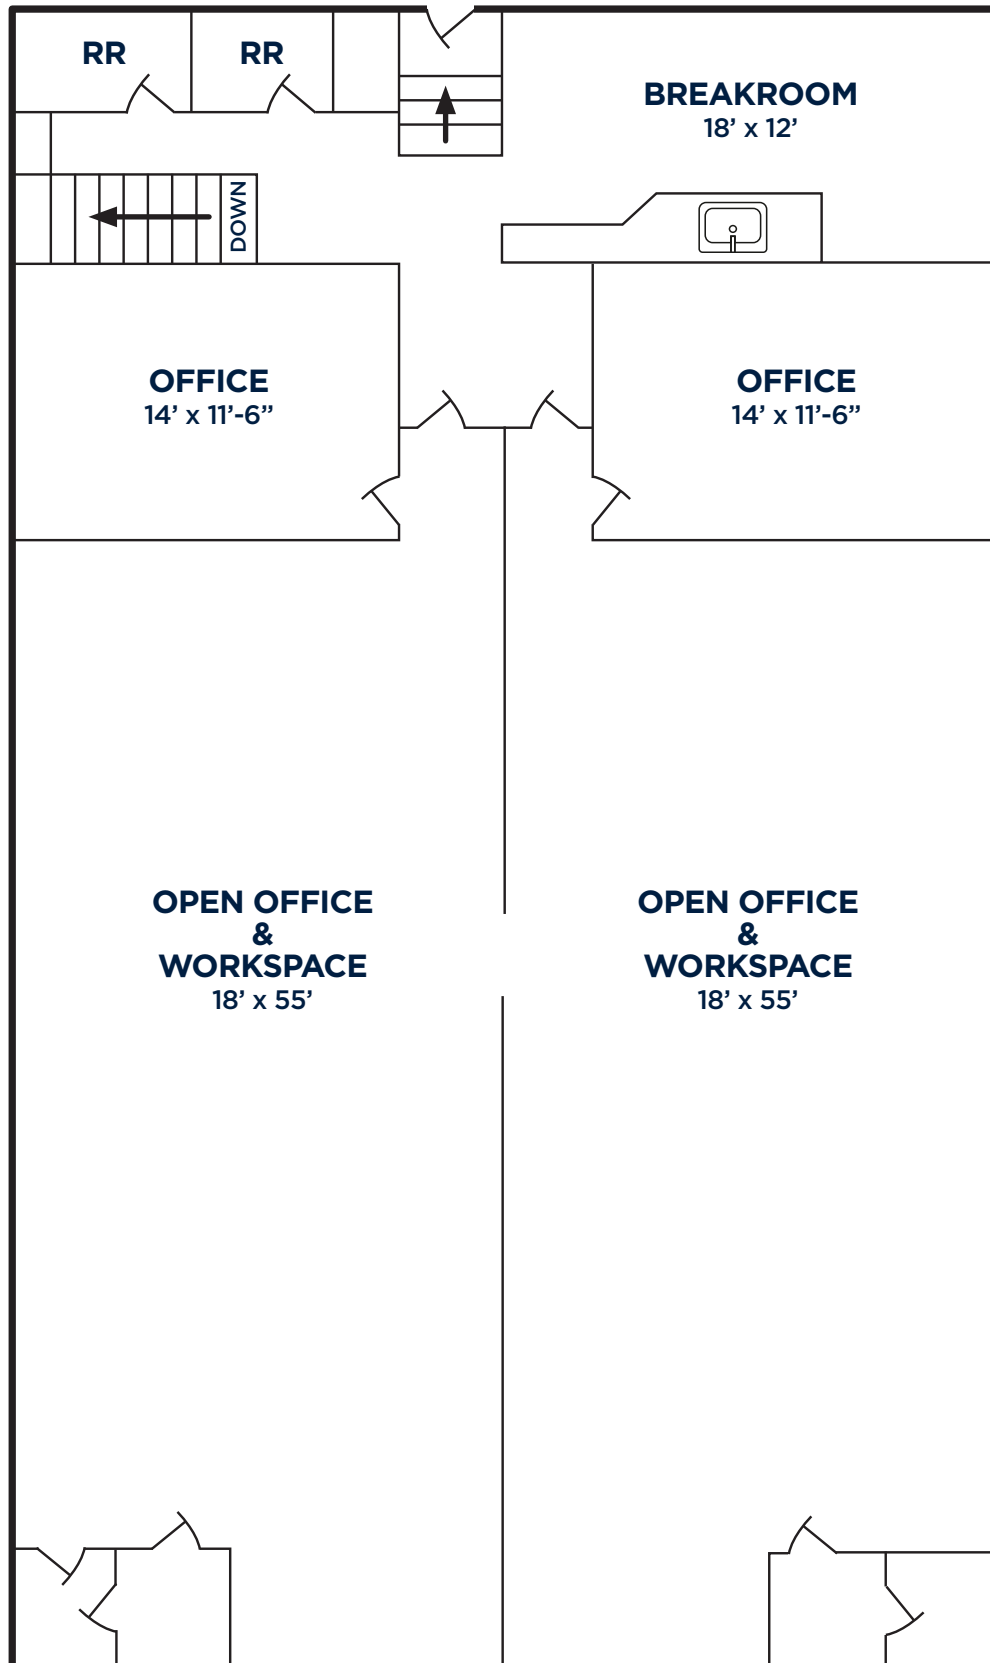 RR
RR
BREAKROOM
18’ x 12’
DOWN
OFFICE
14’ x 11’-6”
OFFICE
14’ x 11’-6”
OPEN OFFICE
&
WORKSPACE
18’ x 55’
OPEN OFFICE
&
WORKSPACE
18’ x 55’